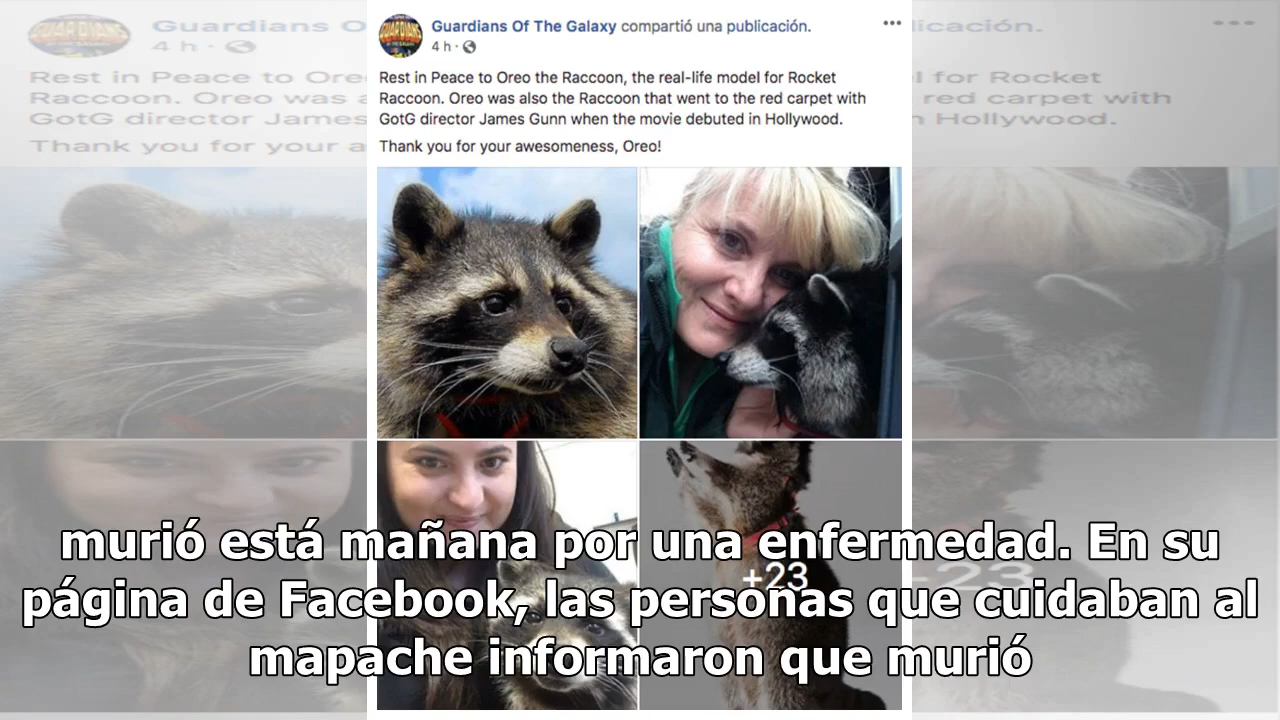 Guardians Of The Galaxy compartió una publicación.
4 h ·
Rest in Peace to Oreo the Raccoon, the real-life model for Rocket
Raccoon. Oreo was also the Raccoon that went to the red carpet with
GotG director James Gunn when the movie debuted in Hollywood.
Thank you for your awesomeness, Oreo!
+23
murió está mañana por una enfermedad. En su
página de Facebook, las personas que cuidaban al
mapache informaron que murió